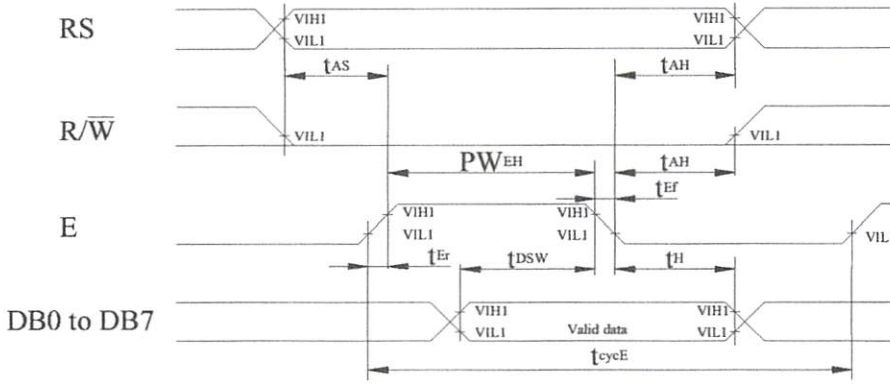 RS
VIH1
VIL1
VIH1
VIL1
tAS
tAH
R/W̅
VIL1
VIL1
PWEH
tAH
tEf
E
VIH1
VIL1
VIH1
VIL1
VIL
tEr
tDSW
tH
DB0 to DB7
VIH1
VIL1
Valid data
VIH1
VIL1
tcycE